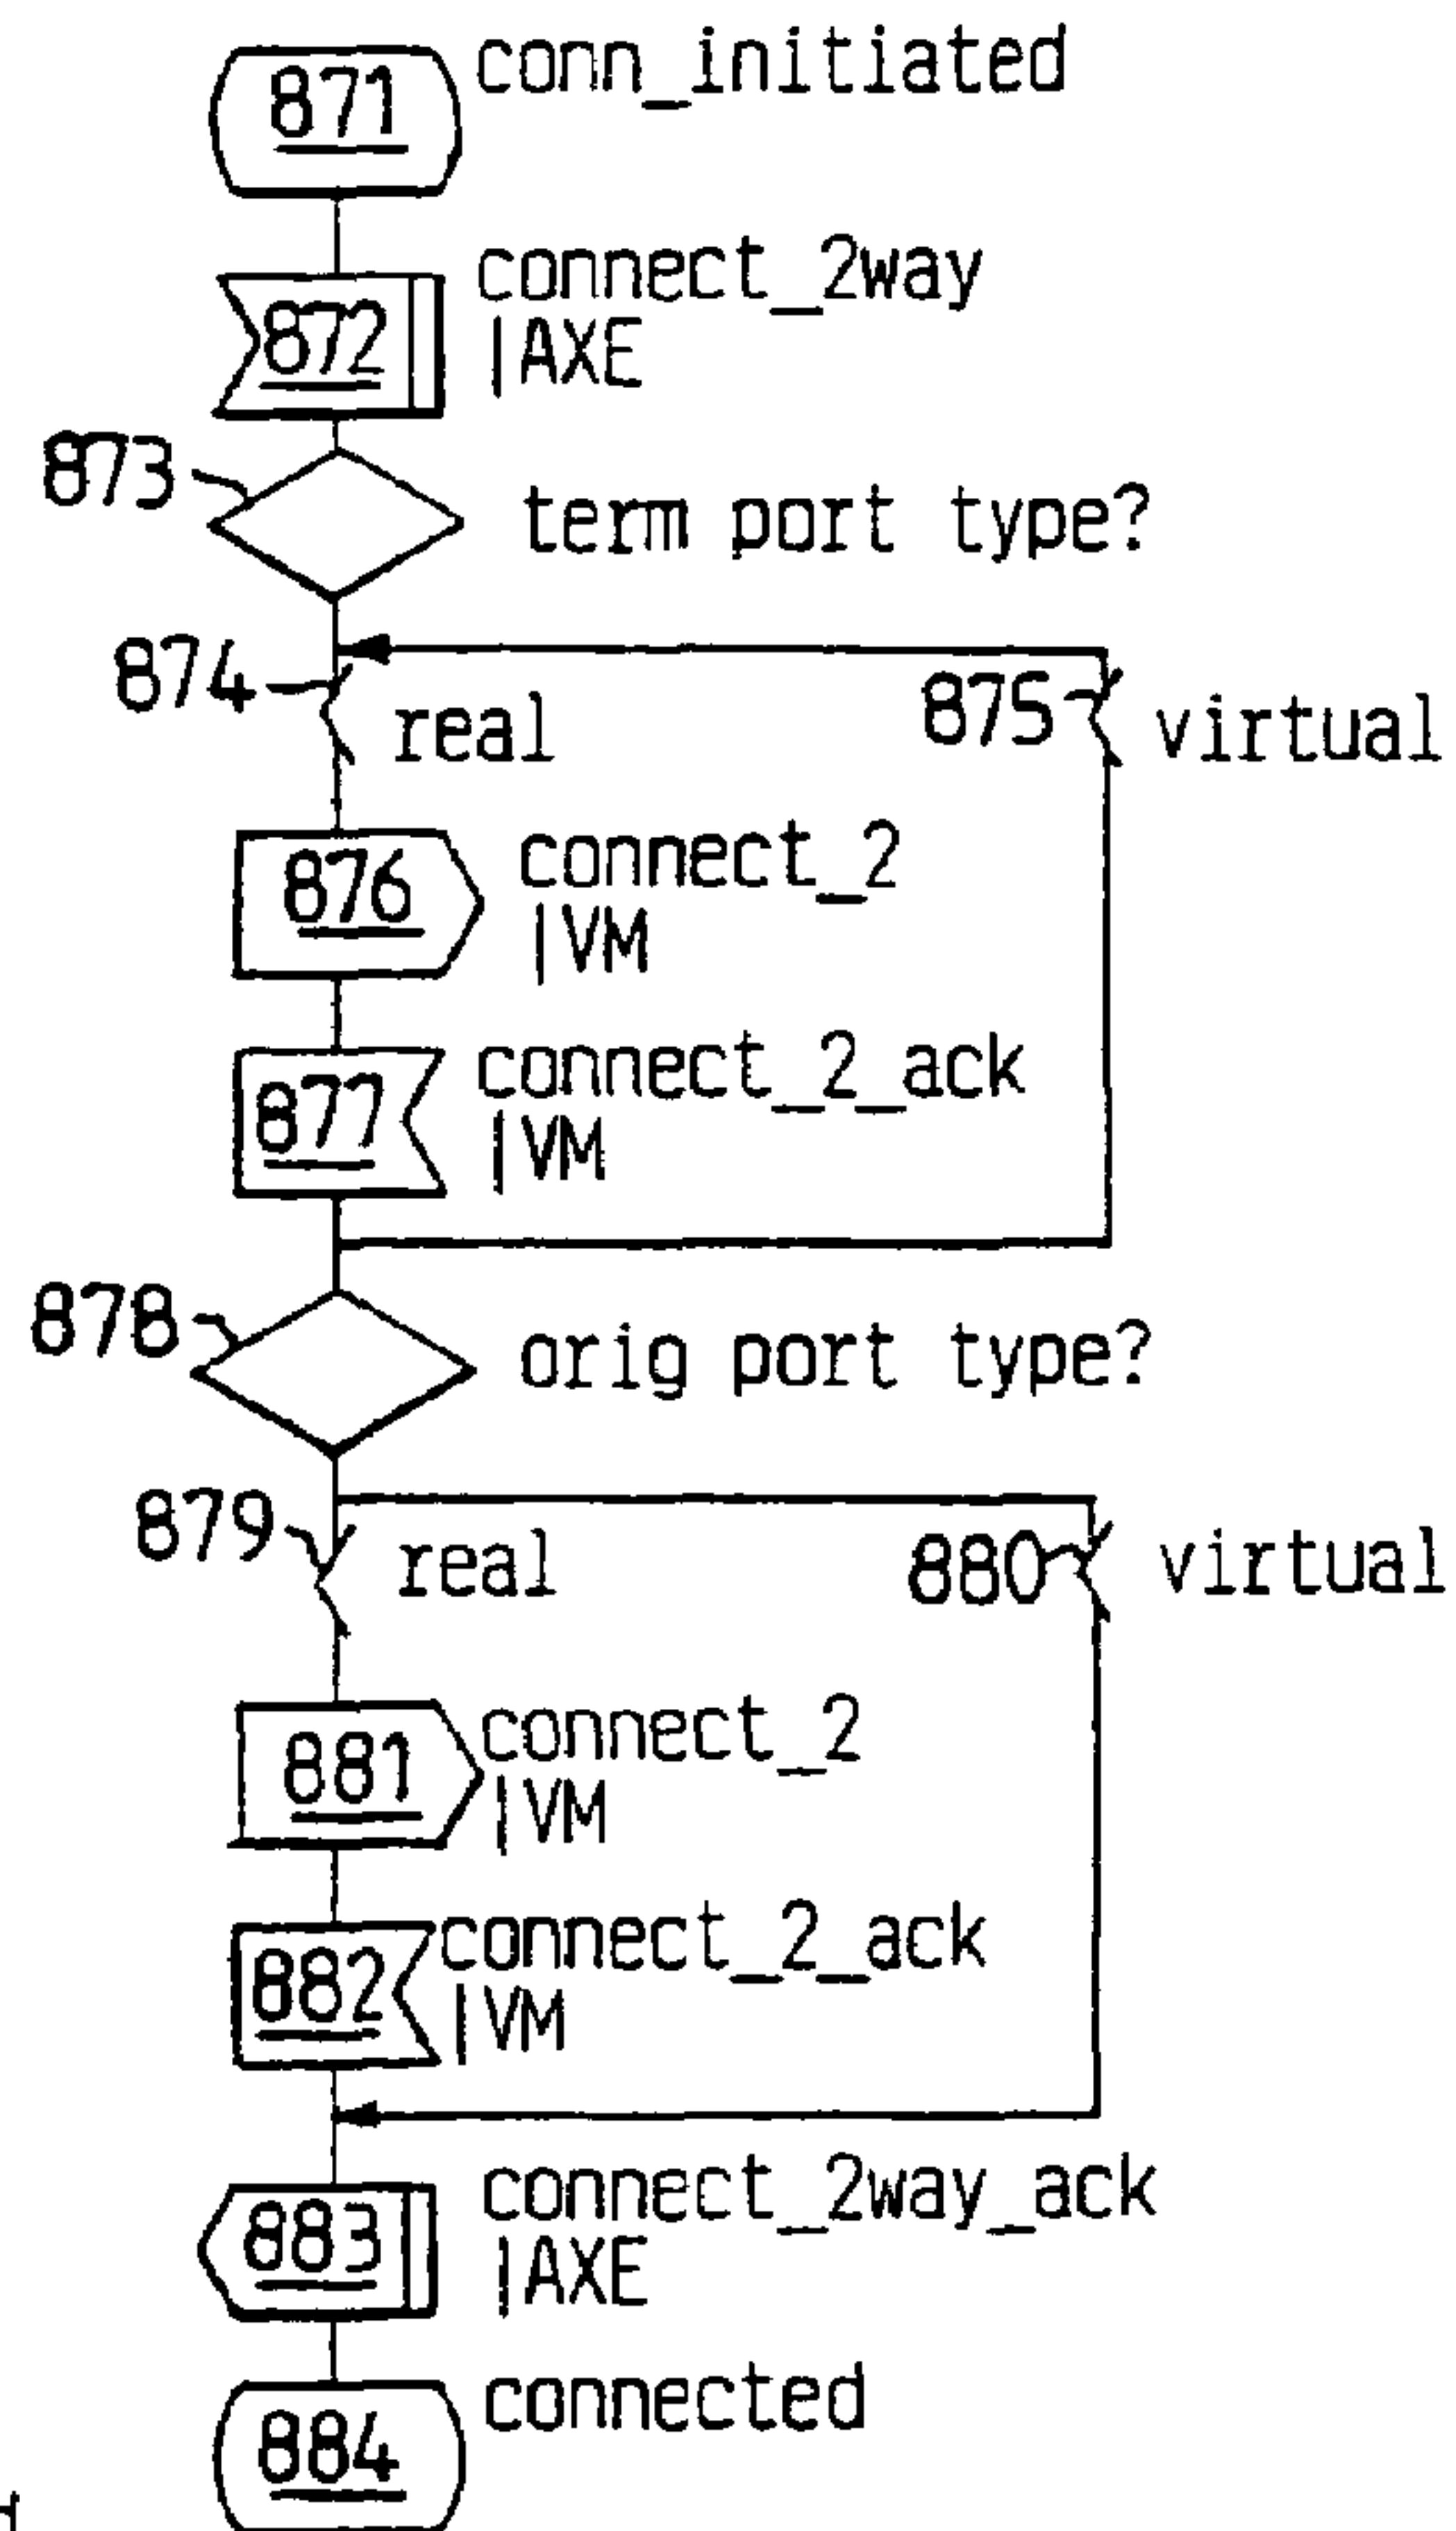 871 conn_initiated
872 connect_2way
|AXE
873 term port type?
874 real 875 virtual
876 connect_2
|VM
877 connect_2_ack
|VM
878 orig port type?
879 real 880 virtual
881 connect_2
|VM
882 connect_2_ack
|VM
883 connect_2way_ack
|AXE
884 connected